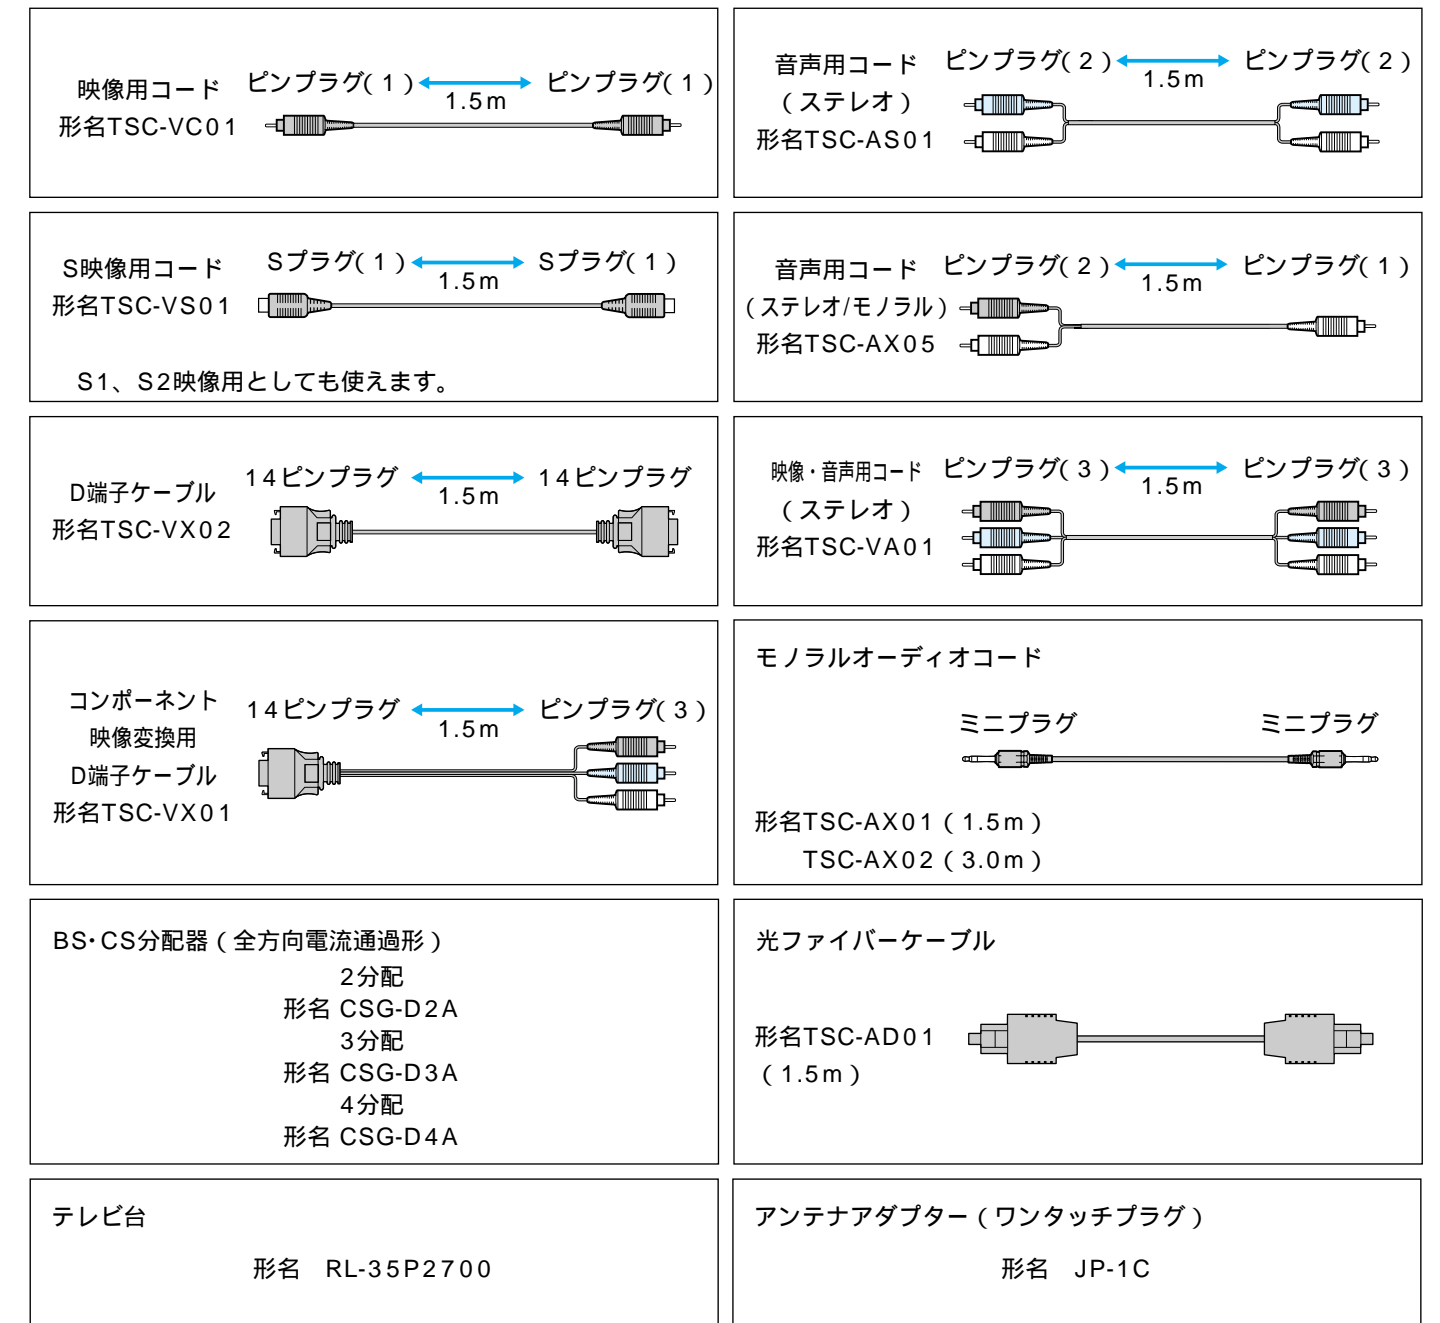 映像用コード
形名TSC-VC01
ピンプラグ(1) ピンプラグ(1)
1.5m
音声用コード
(ステレオ)
形名TSC-AS01
ピンプラグ(2) ピンプラグ(2)
1.5m
S映像用コード
形名TSC-VS01
Sプラグ(1) Sプラグ(1)
1.5m
S1、S2映像用としても使えます。
音声用コード
(ステレオ/モノラル)
形名TSC-AX05
ピンプラグ(2) ピンプラグ(1)
1.5m
D端子ケーブル
形名TSC-VX02
14ピンプラグ 14ピンプラグ
1.5m
映像・音声用コード
(ステレオ)
形名TSC-VA01
ピンプラグ(3) ピンプラグ(3)
1.5m
コンポーネント
映像変換用
D端子ケーブル
形名TSC-VX01
14ピンプラグ ピンプラグ(3)
1.5m
モノラルオーディオコード
ミニプラグ ミニプラグ
形名TSC-AX01(1.5m)
TSC-AX02(3.0m)
BS・CS分配器(全方向電流通過形)
2分配
形名 CSG-D2A
3分配
形名 CSG-D3A
4分配
形名 CSG-D4A
光ファイバーケーブル
形名TSC-AD01
(1.5m)
テレビ台
形名 RL-35P2700
アンテナアダプター(ワンタッチプラグ)
形名 JP-1C